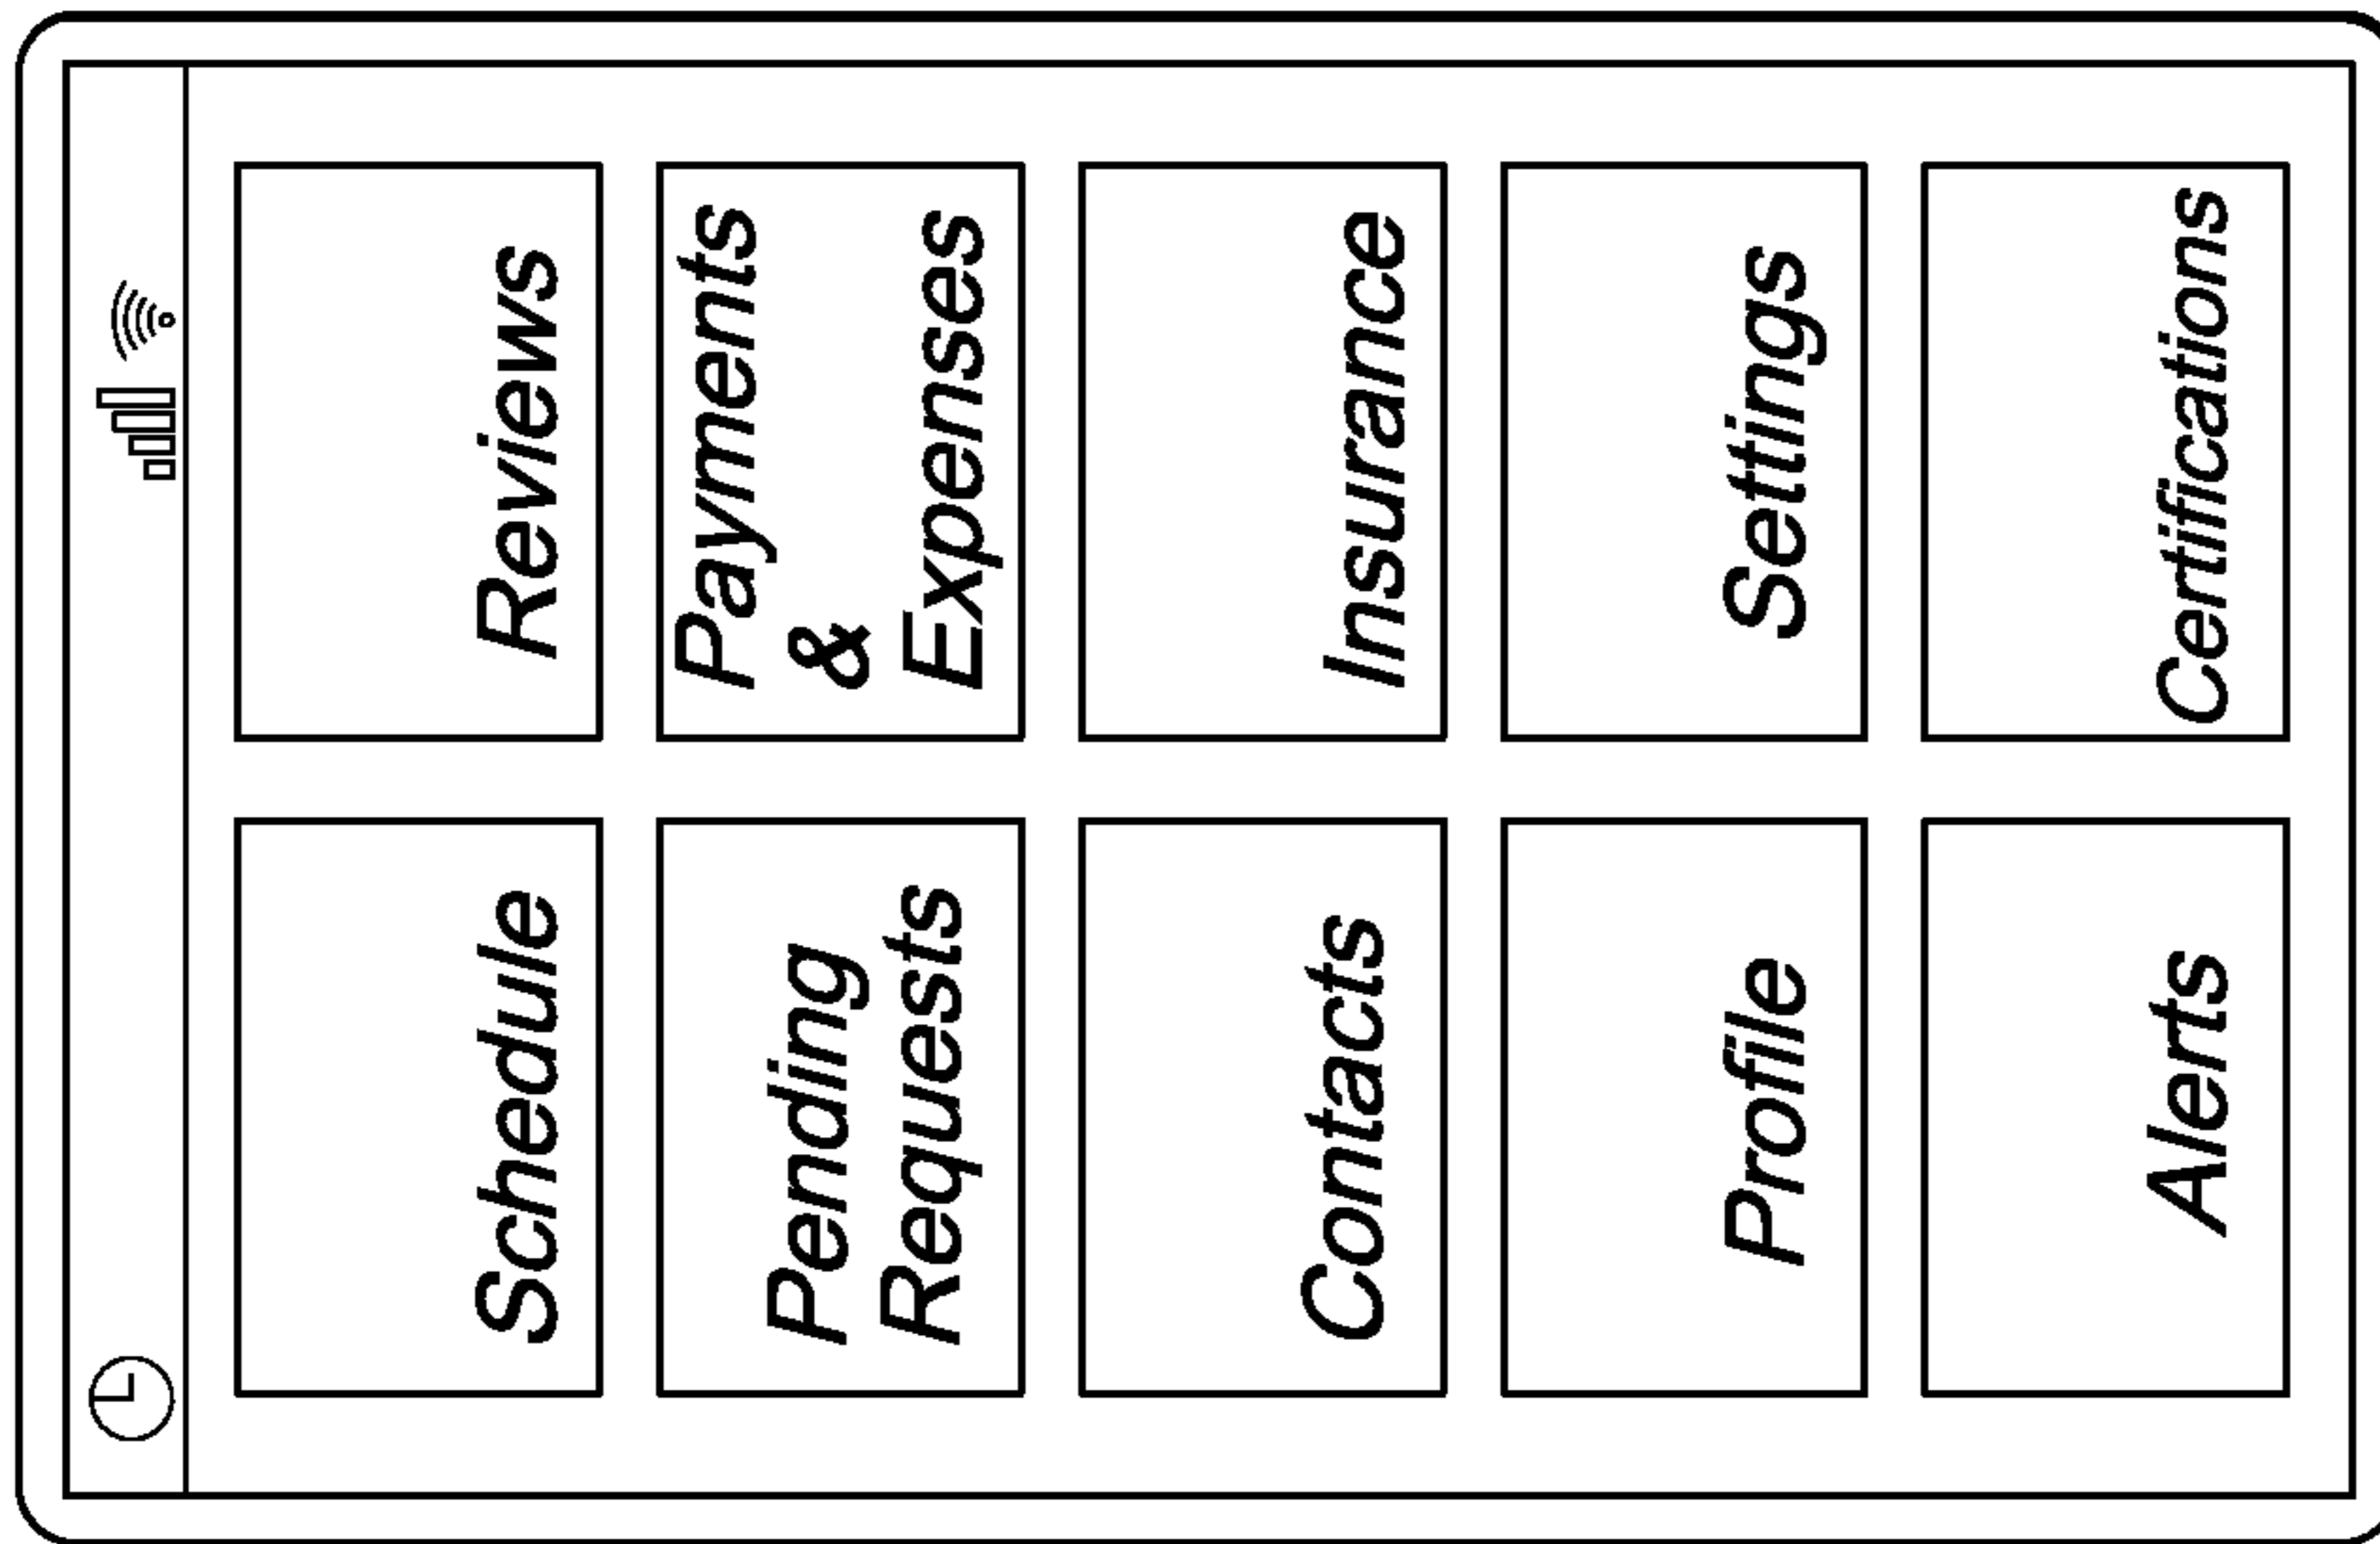 Schedule
Reviews
Pending
Requests
Payments
&
Expenses
Contacts
Insurance
Profile
Settings
Alerts
Certifications